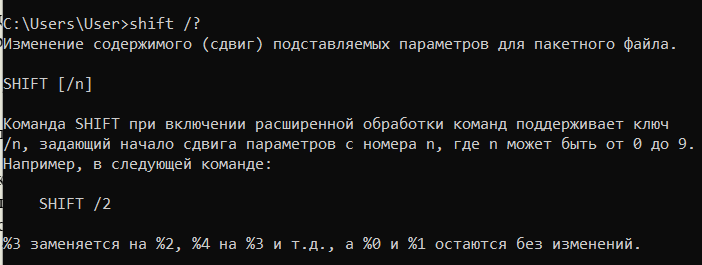 C:\Users\User>shift /?
Изменение содержимого (сдвиг) подставляемых параметров для пакетного файла.
SHIFT [/n]
Команда SHIFT при включении расширенной обработки команд поддерживает ключ
/n, задающий начало сдвига параметров с номера n, где n может быть от 0 до 9.
Например, в следующей команде:
SHIFT /2
%3 заменяется на %2, %4 на %3 и т.д., а %0 и %1 остаются без изменений.